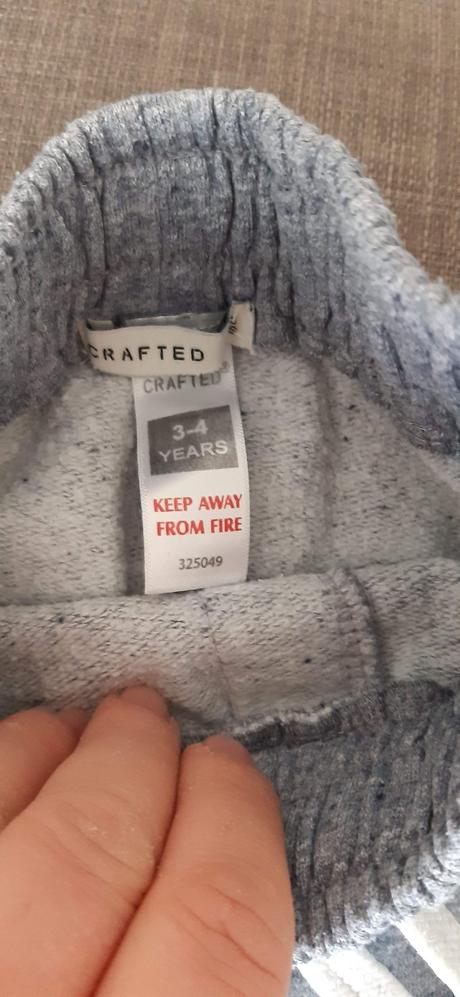 CRAFTED
CRAFTED®
3-4
YEARS
KEEP AWAY
FROM FIRE
325049